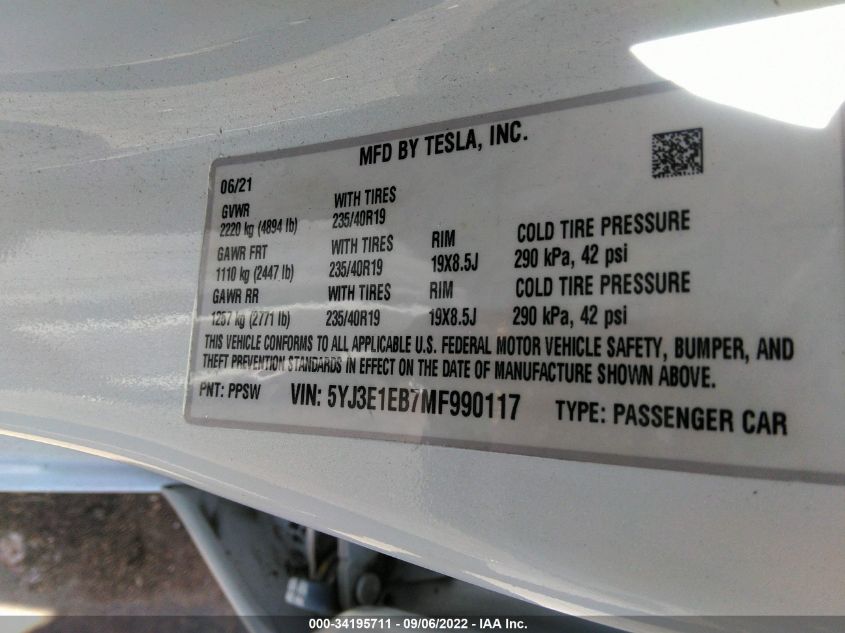 MFD BY TESLA, INC.
06/21
GVWR WITH TIRES
2220 kg (4894 lb) 235/40R19
GAWR FRT WITH TIRES RIM COLD TIRE PRESSURE
1110 kg (2447 lb) 235/40R19 19X8.5J 290 kPa, 42 psi
GAWR RR WITH TIRES RIM COLD TIRE PRESSURE
1257 kg (2771 lb) 235/40R19 19X8.5J 290 kPa, 42 psi
THIS VEHICLE CONFORMS TO ALL APPLICABLE U.S. FEDERAL MOTOR VEHICLE SAFETY, BUMPER, AND
THEFT PREVENTION STANDARDS IN EFFECT ON THE DATE OF MANUFACTURE SHOWN ABOVE.
PNT: PPSW VIN: 5YJ3E1EB7MF990117 TYPE: PASSENGER CAR
000-34195711 - 09/06/2022 - IAA Inc.